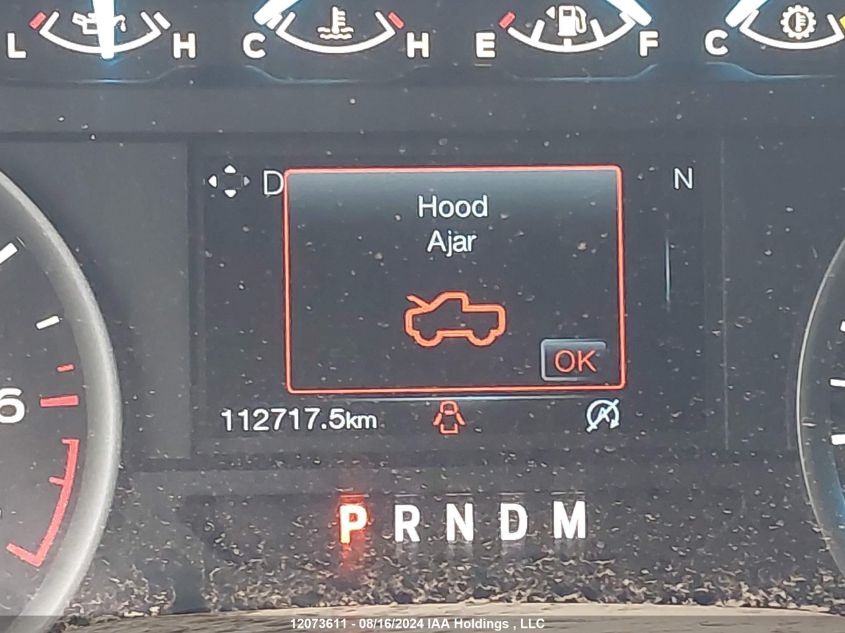 L H C H E F C
D N
Hood
Ajar
OK
112717.5km
6
P R N D M
12073611 - 08/16/2024 IAA Holdings , LLC